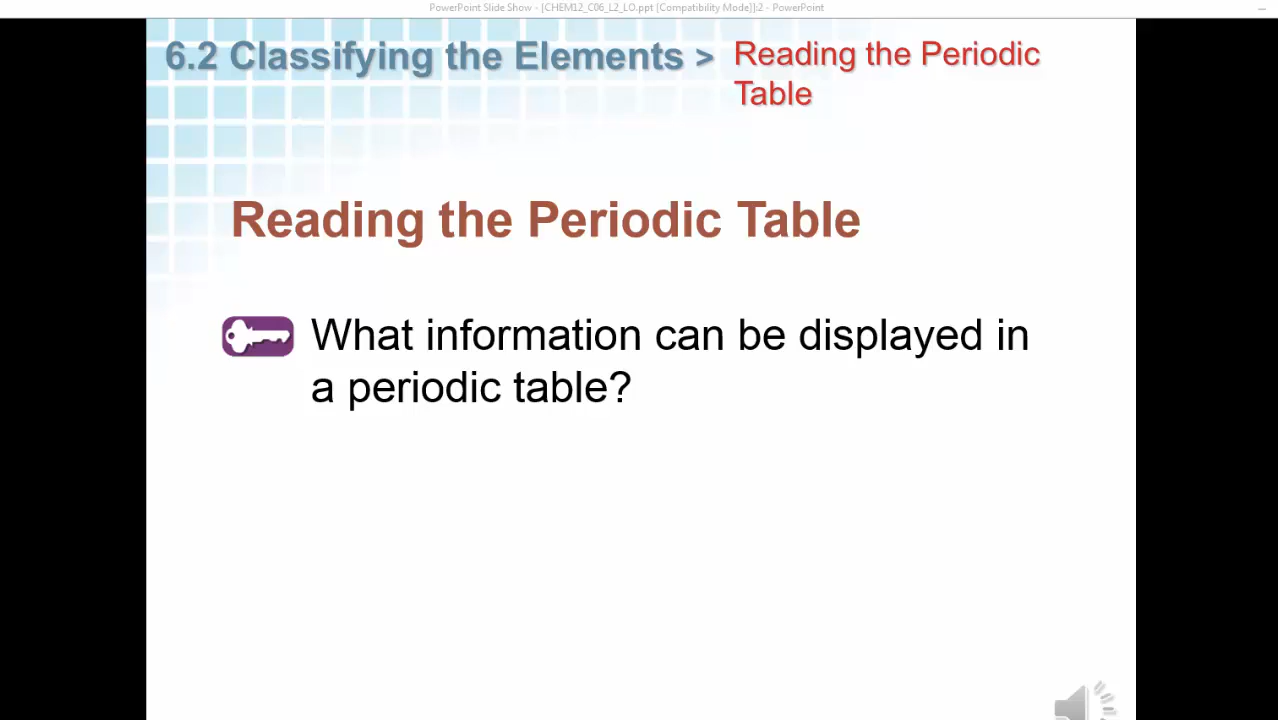 PowerPoint Slide Show - [CHEM12_C06_L2_LO.ppt [Compatibility Mode]]:2 - PowerPoint
6.2 Classifying the Elements > Reading the Periodic
Table
Reading the Periodic Table
What information can be displayed in
a periodic table?